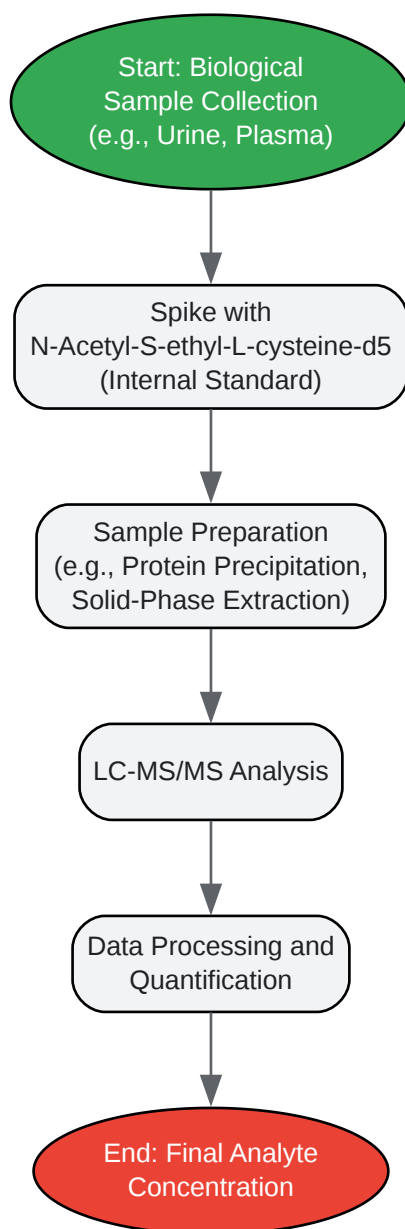 Start: Biological
Sample Collection
(e.g., Urine, Plasma)
Spike with
N-Acetyl-S-ethyl-L-cysteine-d5
(Internal Standard)
Sample Preparation
(e.g., Protein Precipitation,
Solid-Phase Extraction)
LC-MS/MS Analysis
Data Processing and
Quantification
End: Final Analyte
Concentration